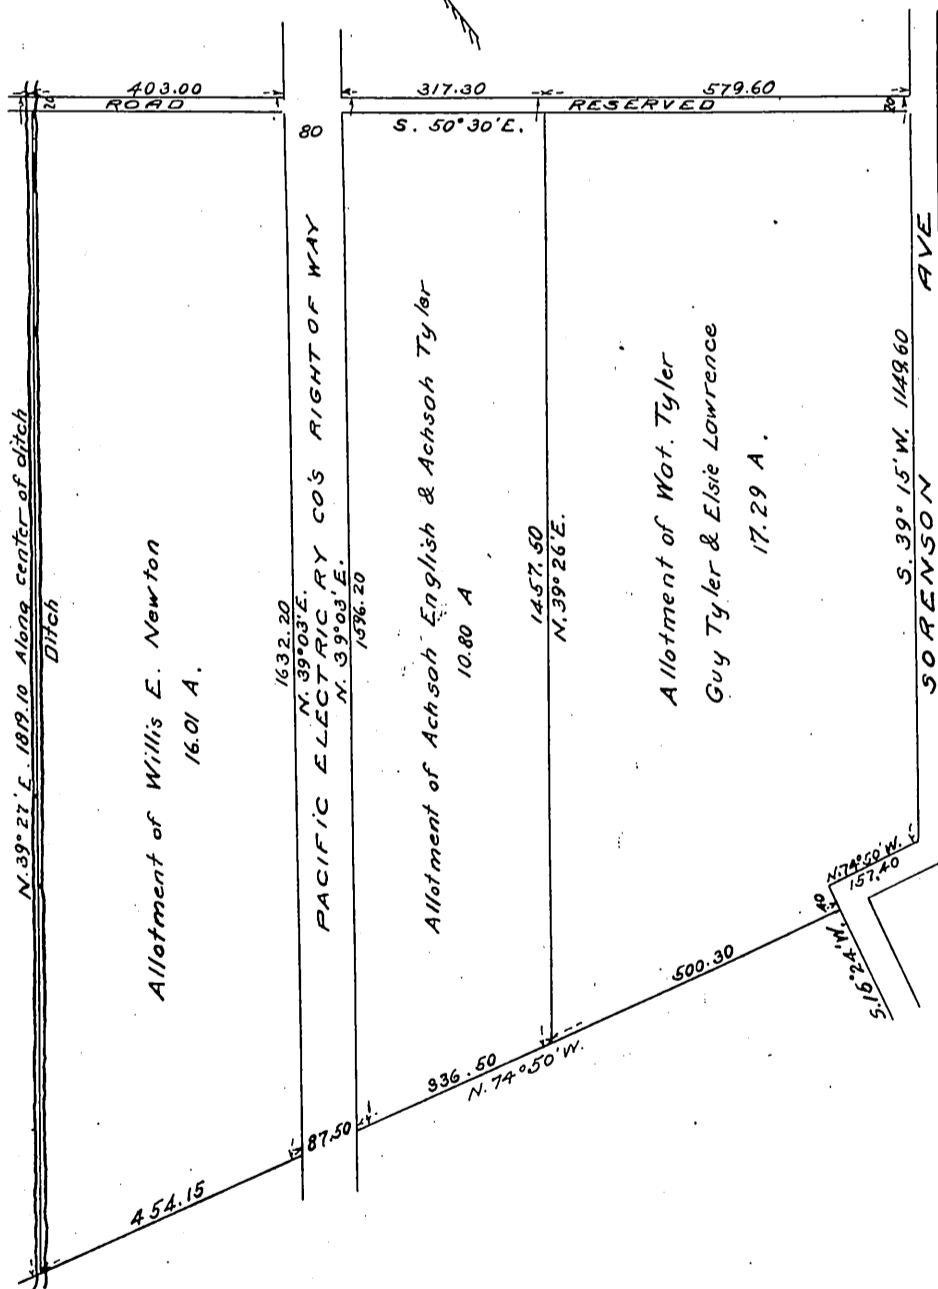 403.00
317.30
579.60
20
ROAD
RESERVED
20
80
S. 50°30'E.
N.39°27'E. 1819.10 Along center of ditch
Ditch
Allotment of Willis E. Newton
16.01 A.
1632.20
N. 39°03'E.
PACIFIC ELECTRIC RY CO'S RIGHT OF WAY
N. 39°03'E.
1596.20
Allotment of Achsoh English & Achsoh Tyler
10.80 A
1457.50
N.39°26'E.
Allotment of Wat. Tyler
Guy Tyler & Elsie Lowrence
17.29 A.
S. 39°15'W. 1149.60
SORENSON AVE
N.74°50'W.
157.40
40
S.15°24'W.
500.30
336.50
N.74°50'W.
87.50
454.15